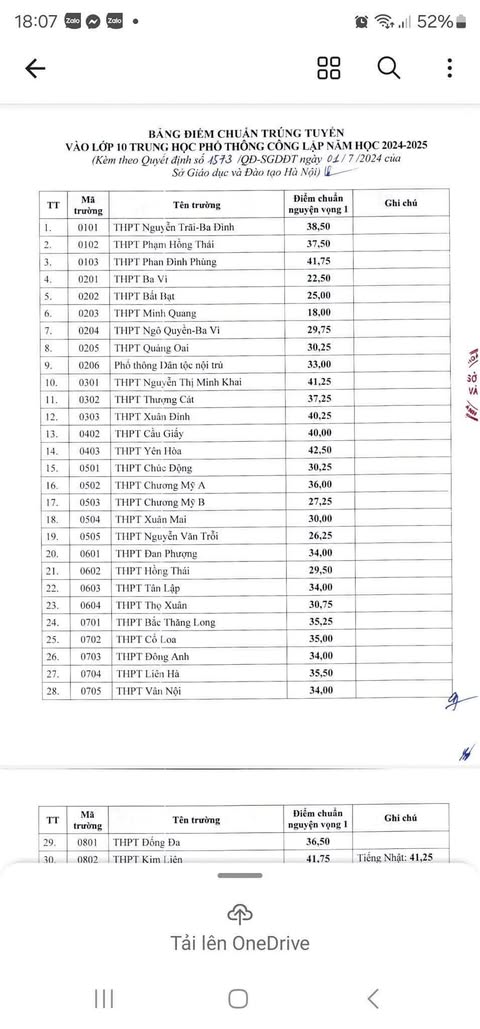 18:07 Zalo Zalo 52%
BẢNG ĐIỂM CHUẨN TRÚNG TUYỂN
VÀO LỚP 10 TRUNG HỌC PHỔ THÔNG CÔNG LẬP NĂM HỌC 2024-2025
(Kèm theo Quyết định số 1573 /QĐ-SGDĐT ngày 01 / 7 /2024 của
Sở Giáo dục và Đào tạo Hà Nội)
TT Mã trường Tên trường Điểm chuẩn nguyện vọng 1 Ghi chú
1. 0101 THPT Nguyễn Trãi-Ba Đình 38,50
2. 0102 THPT Phạm Hồng Thái 37,50
3. 0103 THPT Phan Đình Phùng 41,75
4. 0201 THPT Ba Vì 22,50
5. 0202 THPT Bất Bạt 25,00
6. 0203 THPT Minh Quang 18,00
7. 0204 THPT Ngô Quyền-Ba Vì 29,75
8. 0205 THPT Quảng Oai 30,25
9. 0206 Phổ thông Dân tộc nội trú 33,00
10. 0301 THPT Nguyễn Thị Minh Khai 41,25
11. 0302 THPT Thượng Cát 37,25
12. 0303 THPT Xuân Đỉnh 40,25
13. 0402 THPT Cầu Giấy 40,00
14. 0403 THPT Yên Hòa 42,50
15. 0501 THPT Chúc Động 30,25
16. 0502 THPT Chương Mỹ A 36,00
17. 0503 THPT Chương Mỹ B 27,25
18. 0504 THPT Xuân Mai 30,00
19. 0505 THPT Nguyễn Văn Trỗi 26,25
20. 0601 THPT Đan Phượng 34,00
21. 0602 THPT Hồng Thái 29,50
22. 0603 THPT Tân Lập 34,00
23. 0604 THPT Thọ Xuân 30,75
24. 0701 THPT Bắc Thăng Long 35,25
25. 0702 THPT Cổ Loa 35,00
26. 0703 THPT Đông Anh 34,00
27. 0704 THPT Liên Hà 35,50
28. 0705 THPT Vân Nội 34,00
SỞ
VÀ
TT Mã trường Tên trường Điểm chuẩn nguyện vọng 1 Ghi chú
29. 0801 THPT Đống Đa 36,50
30. 0802 THPT Kim Liên 41,75 Tiếng Nhật: 41,25
Tải lên OneDrive